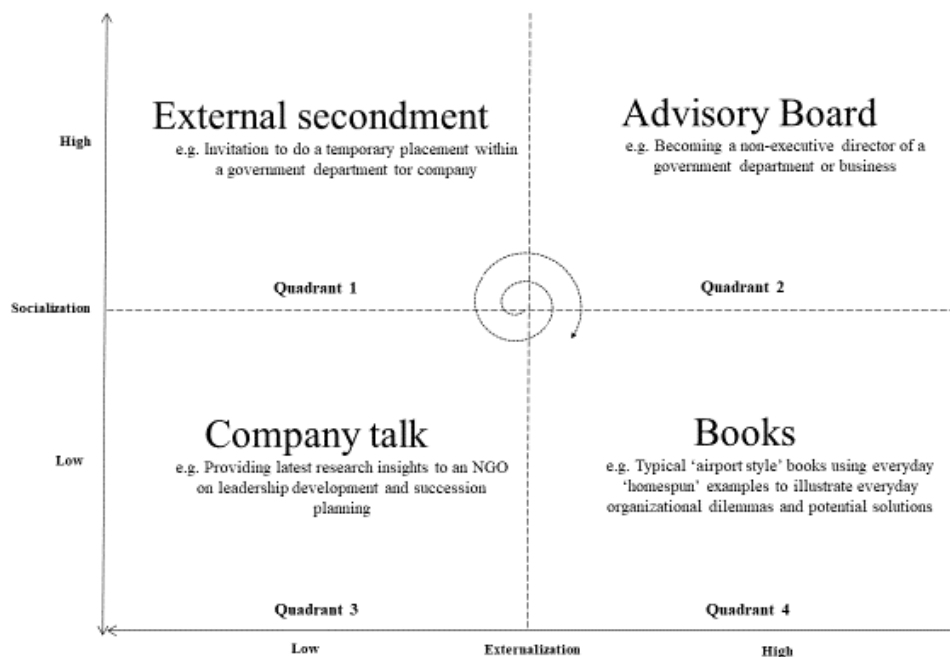 External secondment
e.g. Invitation to do a temporary placement within
a government department tor company
Advisory Board
e.g. Becoming a non-executive director of a
government department or business
High
Quadrant 1
Quadrant 2
Socialization
Company talk
e.g. Providing latest research insights to an NGO
on leadership development and succession
planning
Books
e.g. Typical ‘airport style’ books using everyday
‘homespun’ examples to illustrate everyday
organizational dilemmas and potential solutions
Low
Quadrant 3
Quadrant 4
Low
Externalization
High